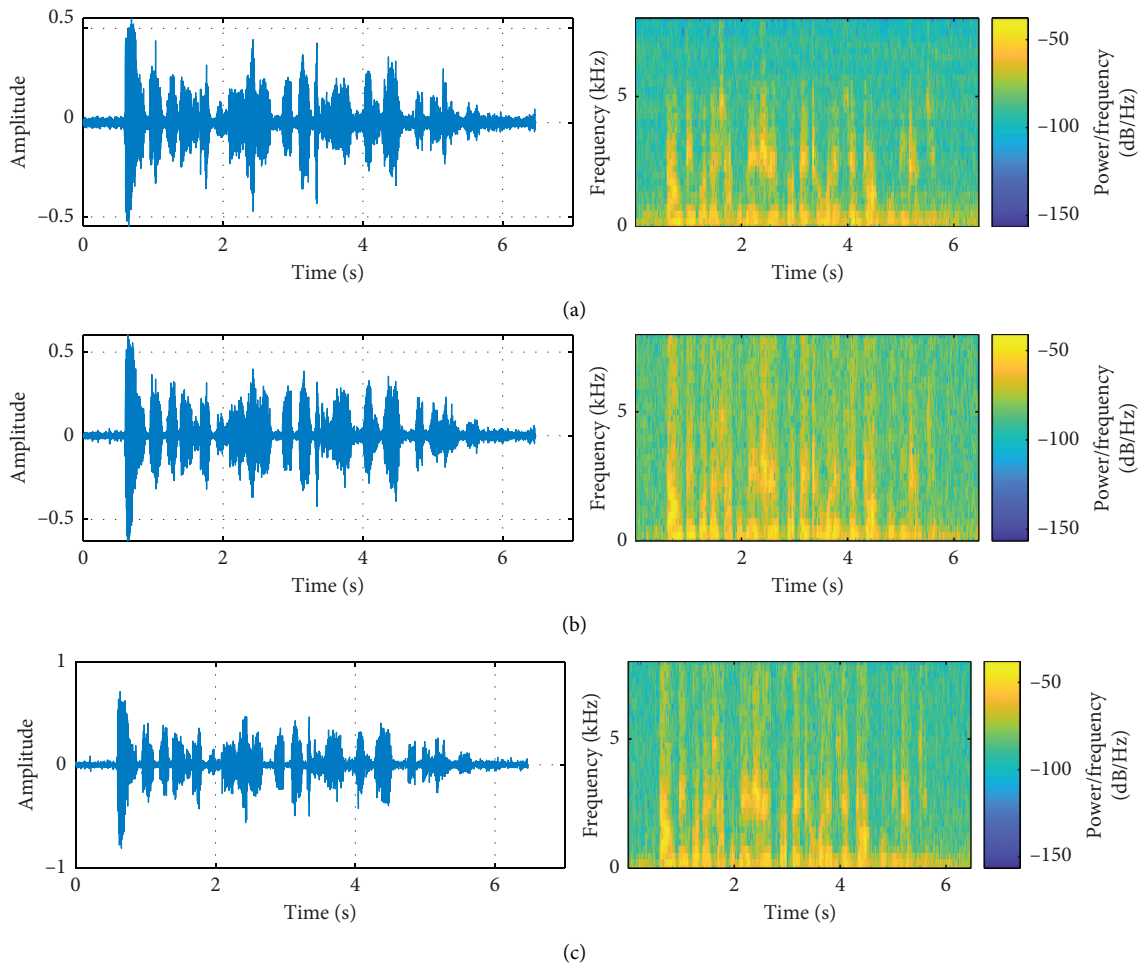 0.5
0
−0.5
Amplitude
0 2 4 6
Time (s)
5
0
Frequency (kHz)
2 4 6
Time (s)
−50
−100
−150
Power/frequency
(dB/Hz)
(a)
0.5
0
−0.5
Amplitude
0 2 4 6
Time (s)
5
0
Frequency (kHz)
2 4 6
Time (s)
−50
−100
−150
Power/frequency
(dB/Hz)
(b)
1
0
−1
Amplitude
0 2 4 6
Time (s)
5
0
Frequency (kHz)
2 4 6
Time (s)
−50
−100
−150
Power/frequency
(dB/Hz)
(c)